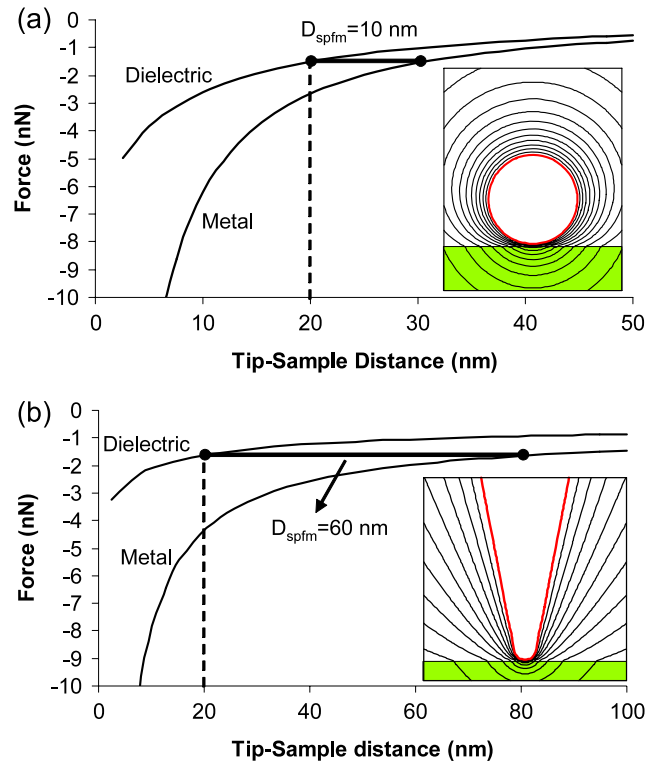 (a)
D_spfm=10 nm
Dielectric
Metal
Force (nN)
0
-1
-2
-3
-4
-5
-6
-7
-8
-9
-10
0 10 20 30 40 50
Tip-Sample Distance (nm)
(b)
Dielectric
D_spfm=60 nm
Metal
Force (nN)
0
-1
-2
-3
-4
-5
-6
-7
-8
-9
-10
0 20 40 60 80 100
Tip-Sample distance (nm)